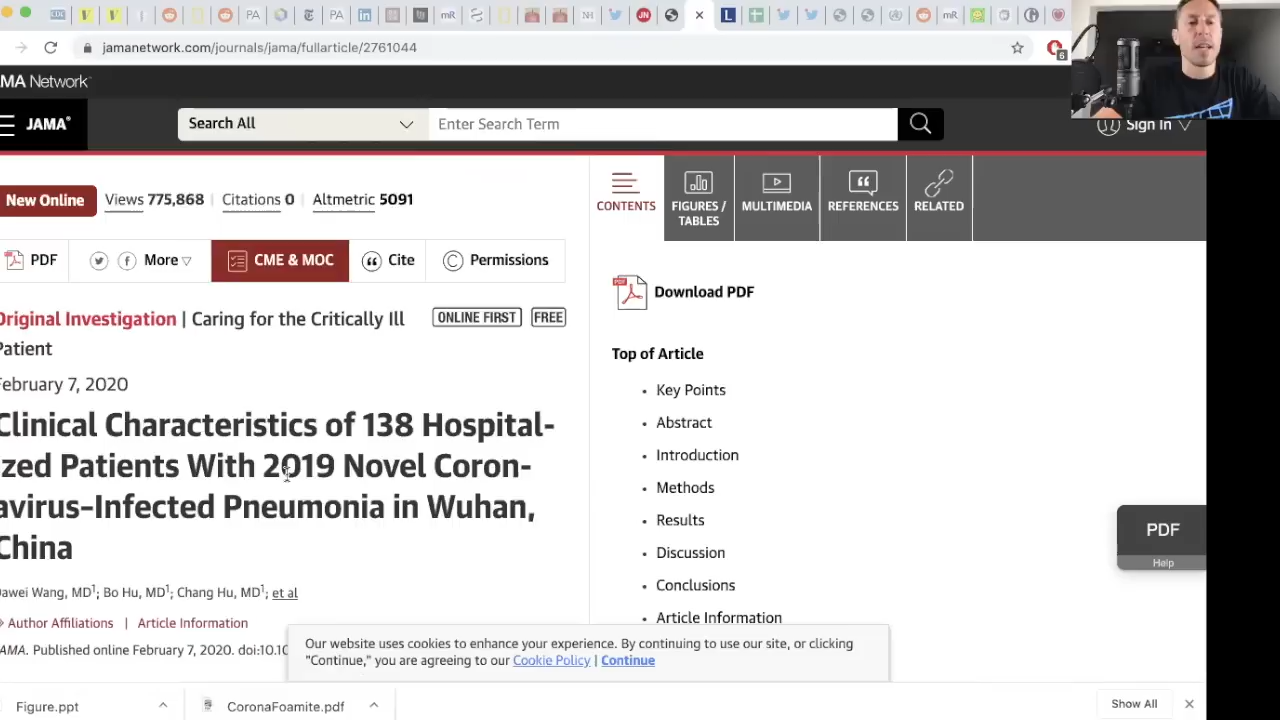 jamanetwork.com/journals/jama/fullarticle/2761044
6
MA Network
JAMA
Search All
Enter Search Term
Sign In
New Online
Views 775,868
Citations 0
Altmetric 5091
PDF
More
CME & MOC
Cite
Permissions
Original Investigation | Caring for the Critically Ill
Patient
ONLINE FIRST
FREE
February 7, 2020
Clinical Characteristics of 138 Hospital-
ized Patients With 2019 Novel Coron-
avirus–Infected Pneumonia in Wuhan,
China
Dawei Wang, MD1; Bo Hu, MD1; Chang Hu, MD1; et al
Author Affiliations | Article Information
JAMA. Published online February 7, 2020. doi:10.10
CONTENTS
FIGURES /
TABLES
MULTIMEDIA
REFERENCES
RELATED
Download PDF
Top of Article
Key Points
Abstract
Introduction
Methods
Results
Discussion
Conclusions
Article Information
PDF
Help
Our website uses cookies to enhance your experience. By continuing to use our site, or clicking
"Continue," you are agreeing to our Cookie Policy | Continue
Figure.ppt
CoronaFoamite.pdf
Show All